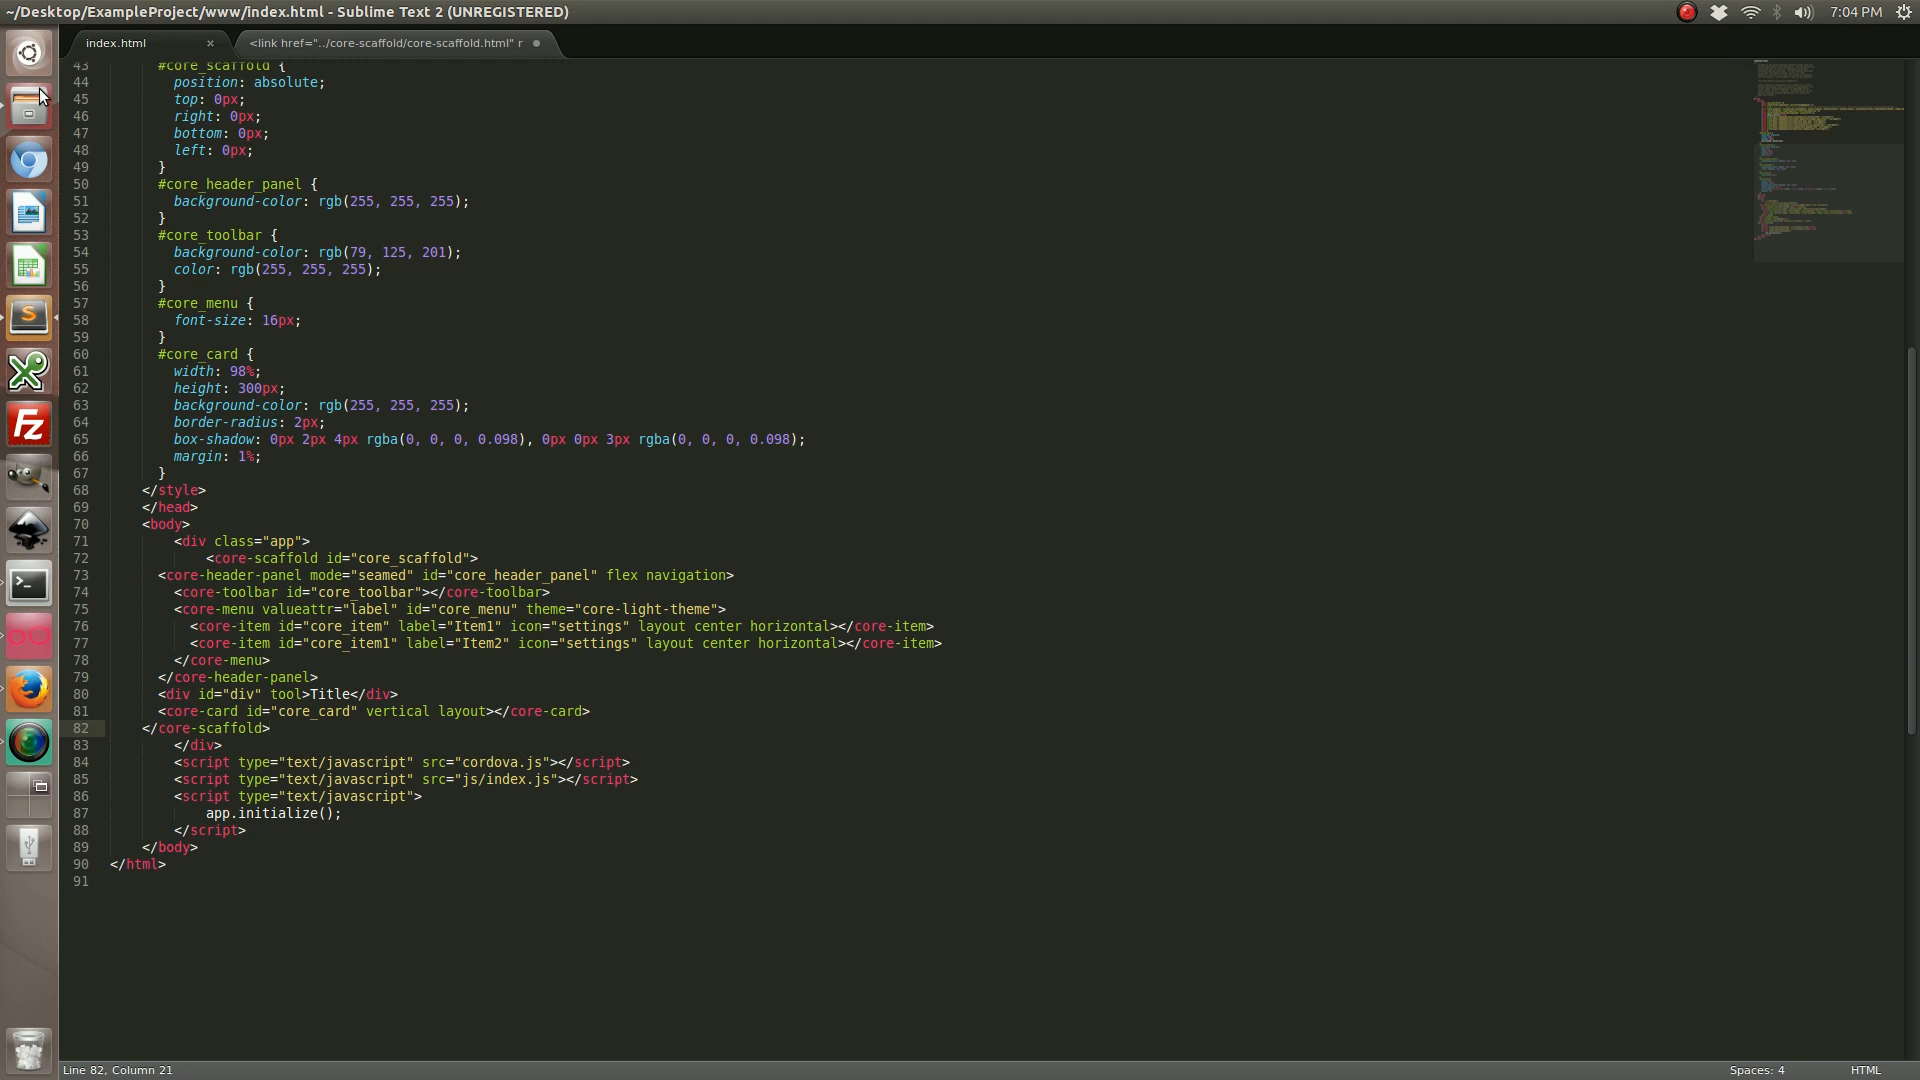 ~/Desktop/ExampleProject/www/index.html - Sublime Text 2 (UNREGISTERED)
7:04 PM
index.html
<link href="../core-scaffold/core-scaffold.html" r
43 #core_scaffold {
44 position: absolute;
45 top: 0px;
46 right: 0px;
47 bottom: 0px;
48 left: 0px;
49 }
50 #core_header_panel {
51 background-color: rgb(255, 255, 255);
52 }
53 #core_toolbar {
54 background-color: rgb(79, 125, 201);
55 color: rgb(255, 255, 255);
56 }
57 #core_menu {
58 font-size: 16px;
59 }
60 #core_card {
61 width: 98%;
62 height: 300px;
63 background-color: rgb(255, 255, 255);
64 border-radius: 2px;
65 box-shadow: 0px 2px 4px rgba(0, 0, 0, 0.098), 0px 0px 3px rgba(0, 0, 0, 0.098);
66 margin: 1%;
67 }
68 </style>
69 </head>
70 <body>
71 <div class="app">
72 <core-scaffold id="core_scaffold">
73 <core-header-panel mode="seamed" id="core_header_panel" flex navigation>
74 <core-toolbar id="core_toolbar"></core-toolbar>
75 <core-menu valueattr="label" id="core_menu" theme="core-light-theme">
76 <core-item id="core_item" label="Item1" icon="settings" layout center horizontal></core-item>
77 <core-item id="core_item1" label="Item2" icon="settings" layout center horizontal></core-item>
78 </core-menu>
79 </core-header-panel>
80 <div id="div" tool>Title</div>
81 <core-card id="core_card" vertical layout></core-card>
82 </core-scaffold>
83 </div>
84 <script type="text/javascript" src="cordova.js"></script>
85 <script type="text/javascript" src="js/index.js"></script>
86 <script type="text/javascript">
87 app.initialize();
88 </script>
89 </body>
90 </html>
91
Line 82, Column 21
Spaces: 4
HTML